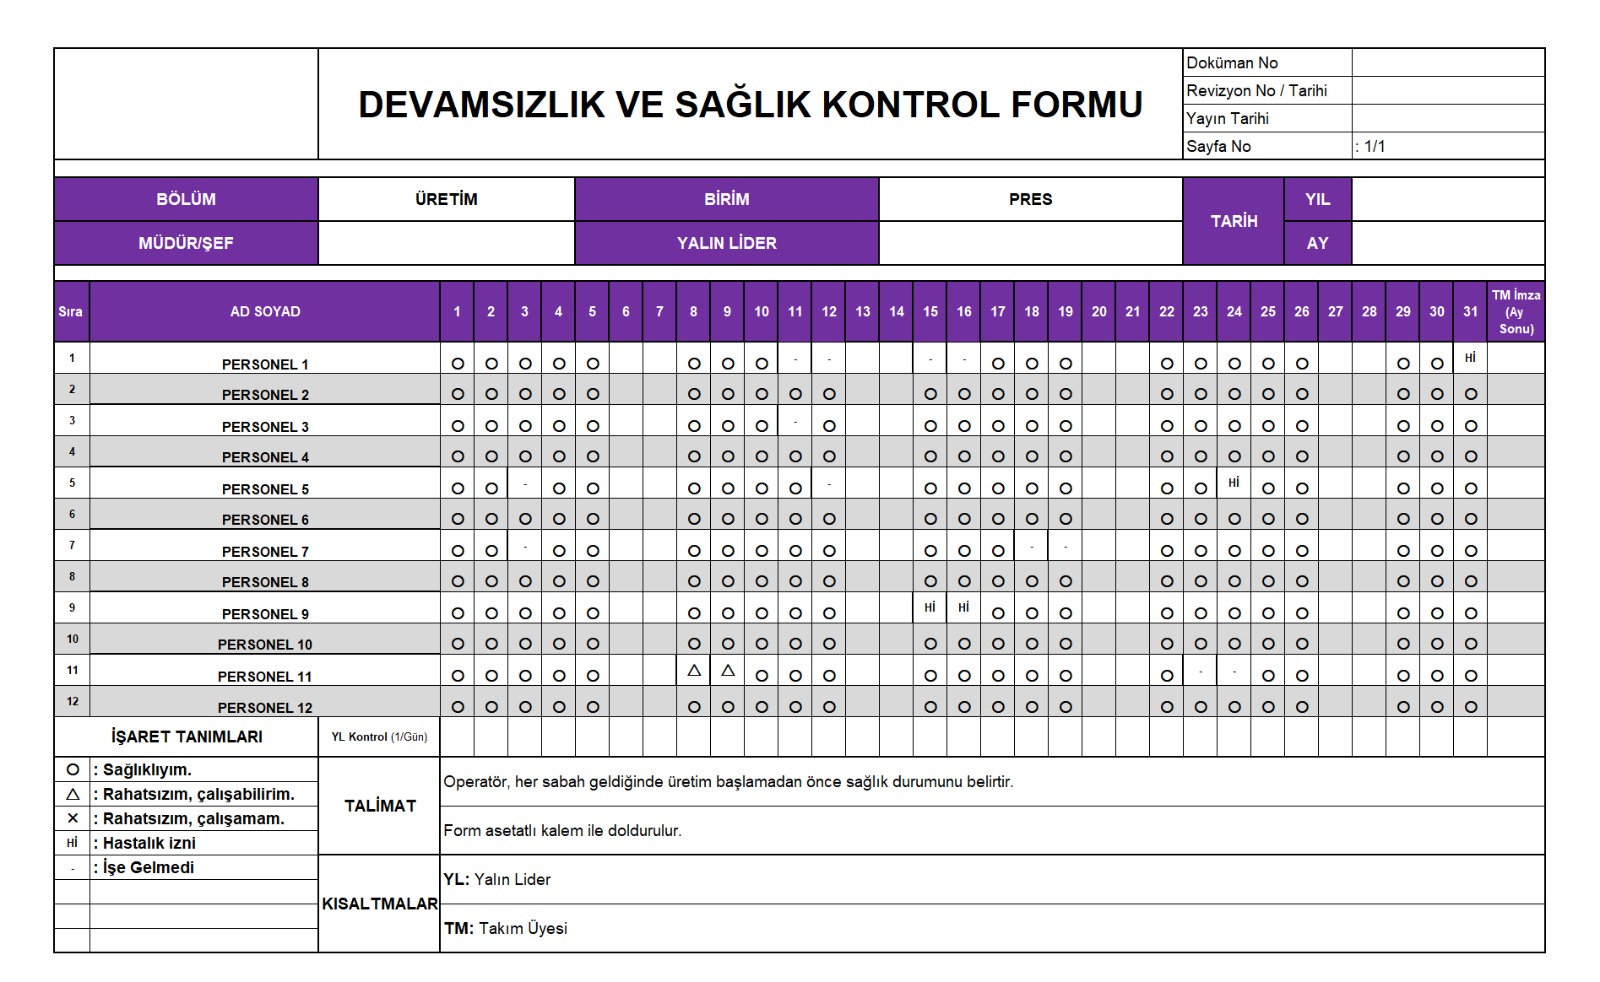 DEVAMSIZLIK VE SAĞLIK KONTROL FORMU
Doküman No
Revizyon No / Tarihi
Yayın Tarihi
Sayfa No : 1/1
BÖLÜM ÜRETİM BİRİM PRES TARİH YIL
MÜDÜR/ŞEF YALIN LİDER AY
Sıra AD SOYAD 1 2 3 4 5 6 7 8 9 10 11 12 13 14 15 16 17 18 19 20 21 22 23 24 25 26 27 28 29 30 31 TM İmza (Ay Sonu)
1 PERSONEL 1 O O O O O O O O - - - - O O O O O O O O O O Hİ
2 PERSONEL 2 O O O O O O O O O O O O O O O O O O O O O O O
3 PERSONEL 3 O O O O O O O O - O O O O O O O O O O O O O O
4 PERSONEL 4 O O O O O O O O O O O O O O O O O O O O O O O
5 PERSONEL 5 O O - O O O O O O - O O O O O O O Hİ O O O O O
6 PERSONEL 6 O O O O O O O O O O O O O O O O O O O O O O O
7 PERSONEL 7 O O - O O O O O O O O O O - - O O O O O O O O
8 PERSONEL 8 O O O O O O O O O O O O O O O O O O O O O O O
9 PERSONEL 9 O O O O O O O O O O Hİ Hİ O O O O O O O O O O O
10 PERSONEL 10 O O O O O O O O O O O O O O O O O O O O O O O
11 PERSONEL 11 O O O O O △ △ O O O O O O O O O - - O O O O O
12 PERSONEL 12 O O O O O O O O O O O O O O O O O O O O O O O
İŞARET TANIMLARI YL Kontrol (1/Gün)
O : Sağlıklıyım.
△ : Rahatsızım, çalışabilirim.
✕ : Rahatsızım, çalışamam.
Hİ : Hastalık izni
- : İşe Gelmedi
TALİMAT
Operatör, her sabah geldiğinde üretim başlamadan önce sağlık durumunu belirtir.
Form asetatlı kalem ile doldurulur.
KISALTMALAR
YL: Yalın Lider
TM: Takım Üyesi